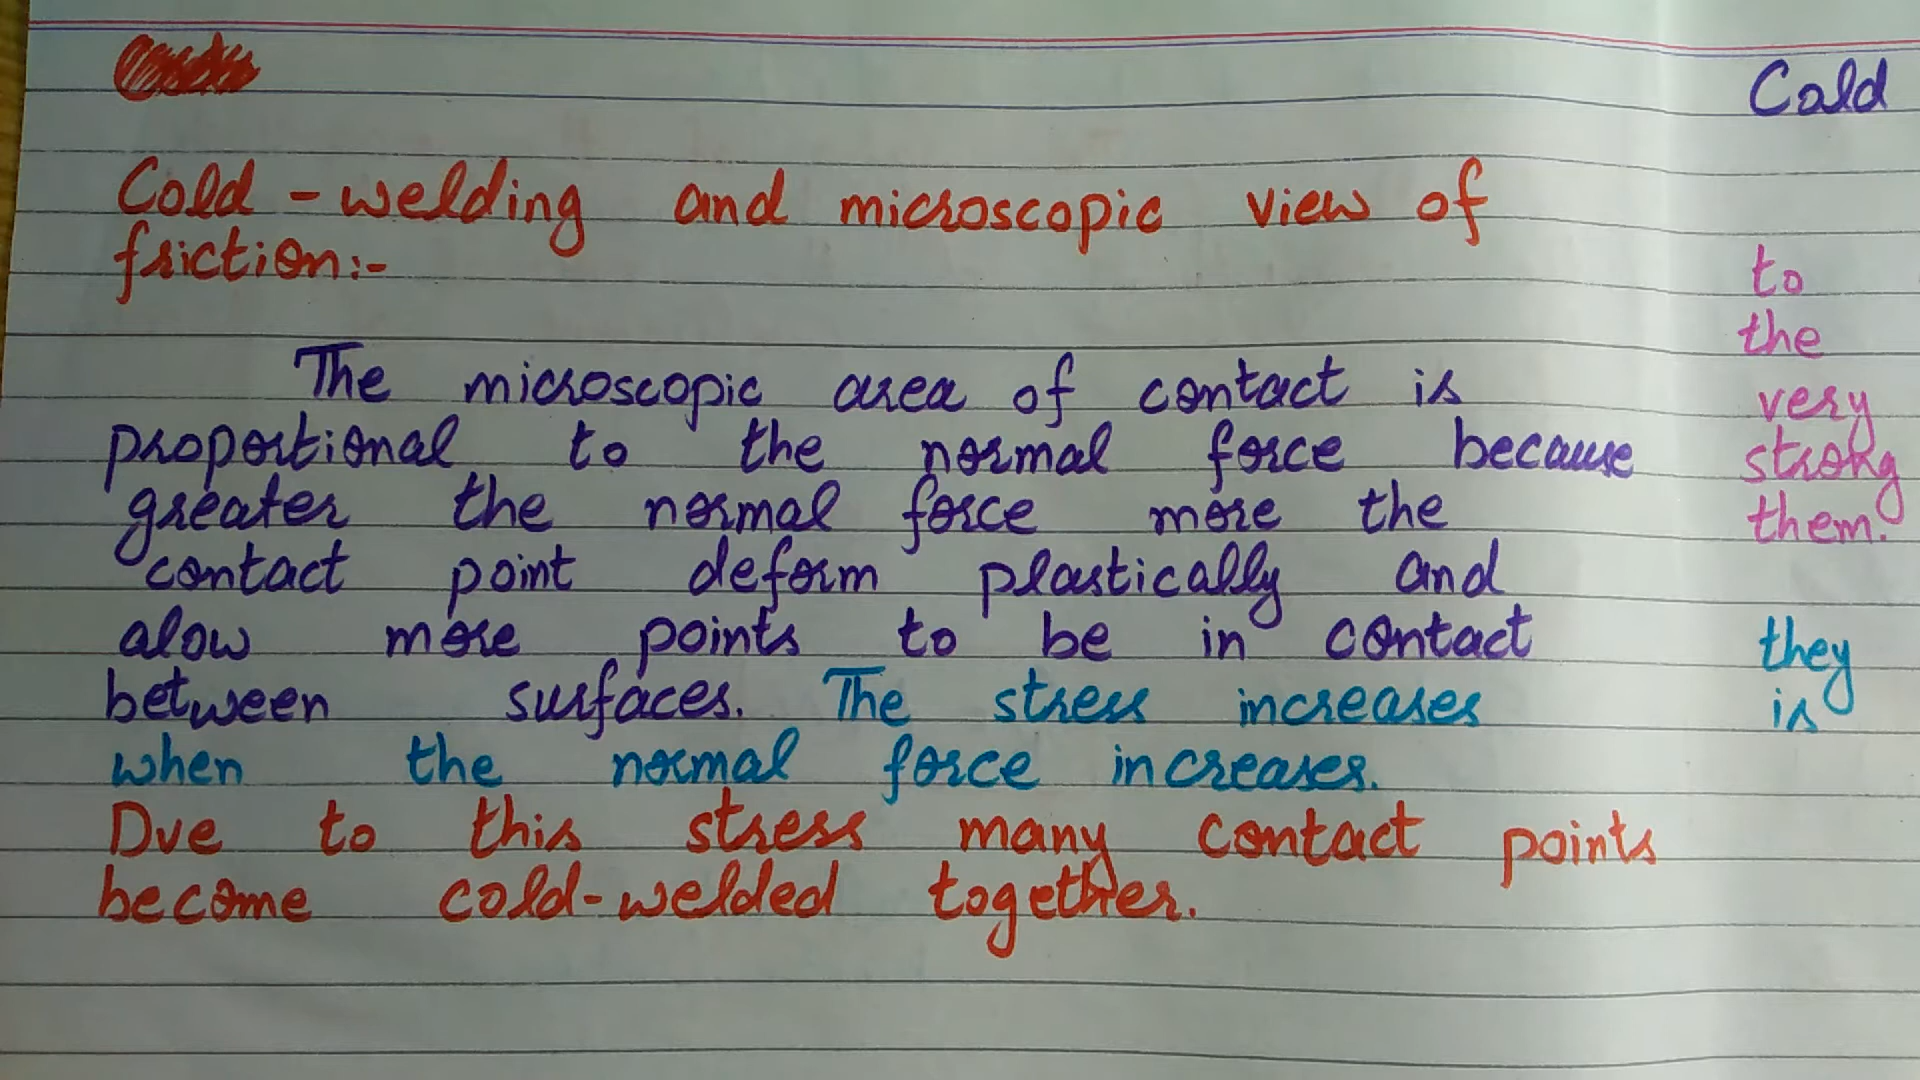 Cold-welding and microscopic view of
friction:-
The microscopic area of contact is
proportional to the normal force because
greater the normal force more the
contact point deform plastically and
alow more points to be in contact
between surfaces. The stress increases
when the normal force increases.
Due to this stress many contact points
become cold-welded together.
Cold
to
the
very
strong
them.
they
is